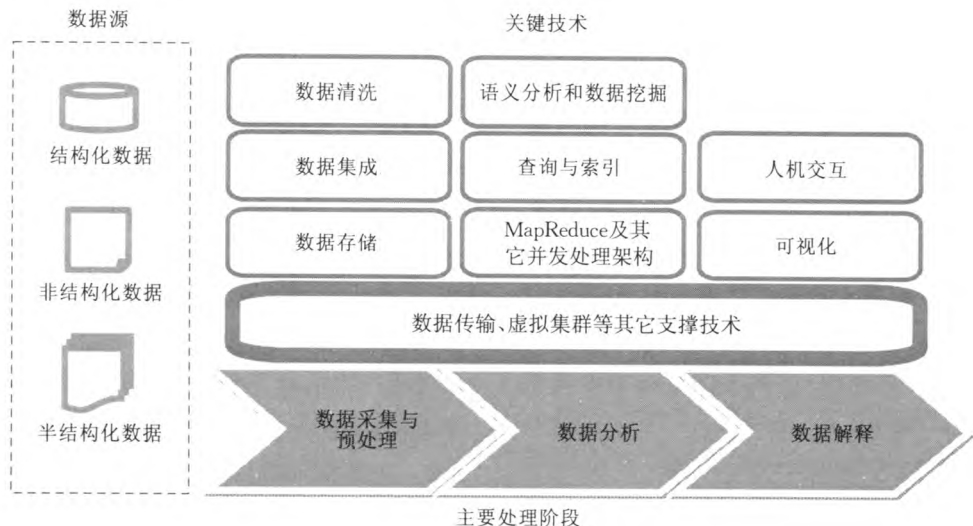 数据源
关键技术
结构化数据
非结构化数据
半结构化数据
数据清洗
语义分析和数据挖掘
数据集成
查询与索引
人机交互
数据存储
MapReduce及其
它并发处理架构
可视化
数据传输、虚拟集群等其它支撑技术
数据采集与
预处理
数据分析
数据解释
主要处理阶段